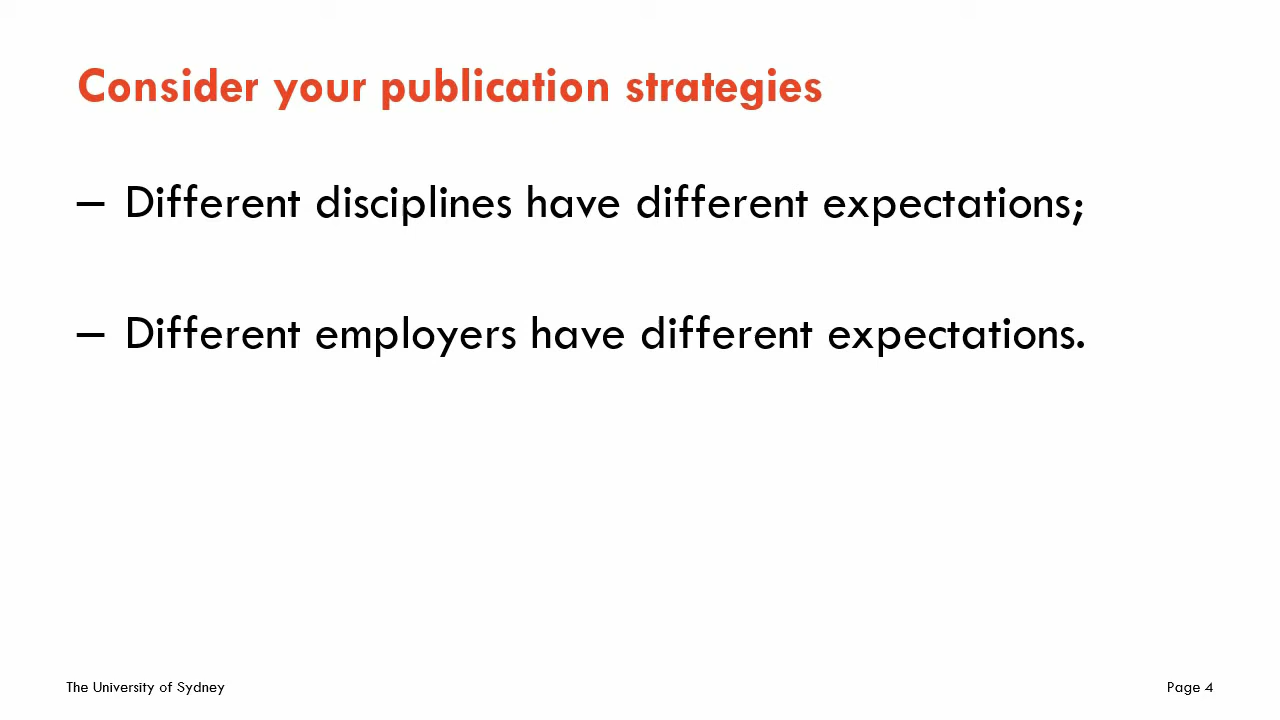 Consider your publication strategies
– Different disciplines have different expectations;
– Different employers have different expectations.
The University of Sydney
Page 4